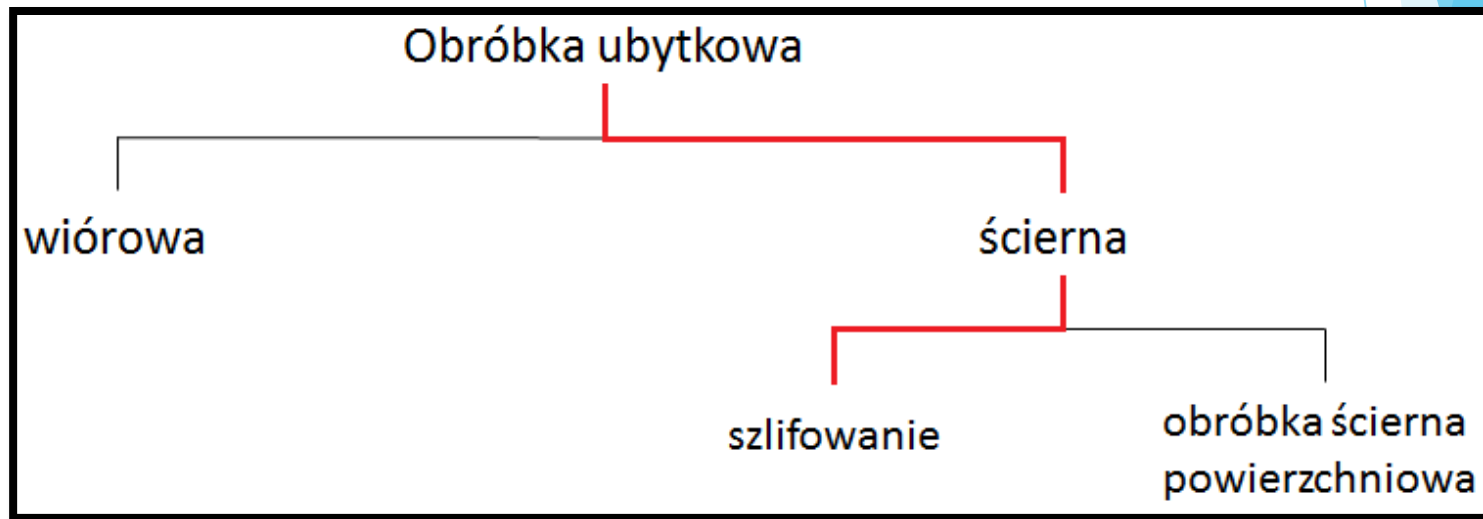 Obróbka ubytkowa
wiórowa
ścierna
szlifowanie
obróbka ścierna
powierzchniowa